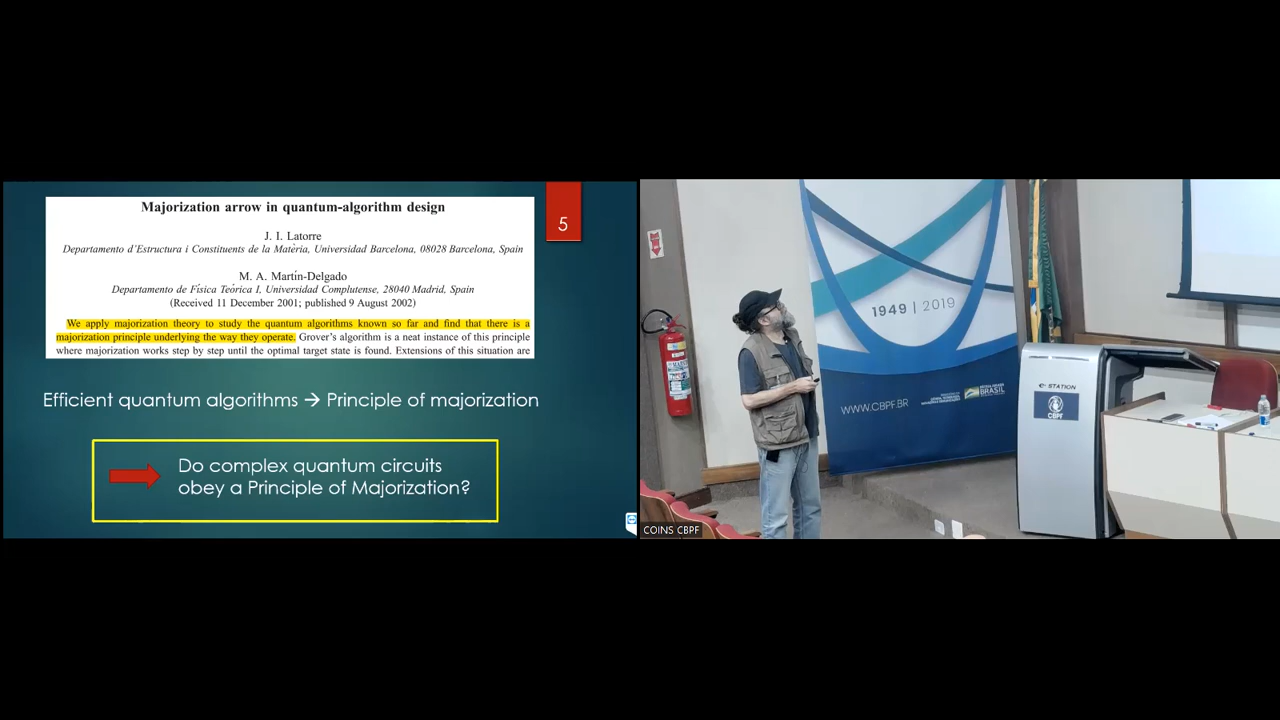 Majorization arrow in quantum-algorithm design
5
J. I. Latorre
Departamento d'Estructura i Constituents de la Matèria, Universidad Barcelona, 08028 Barcelona, Spain
M. A. Martín-Delgado
Departamento de Física Teórica I, Universidad Complutense, 28040 Madrid, Spain
(Received 11 December 2001; published 9 August 2002)
We apply majorization theory to study the quantum algorithms known so far and find that there is a
majorization principle underlying the way they operate. Grover's algorithm is a neat instance of this principle
where majorization works step by step until the optimal target state is found. Extensions of this situation are
Efficient quantum algorithms → Principle of majorization
Do complex quantum circuits
obey a Principle of Majorization?
1949 | 2019
WWW.CBPF.BR
BRASIL
STATION
CBPF
COINS CBPF